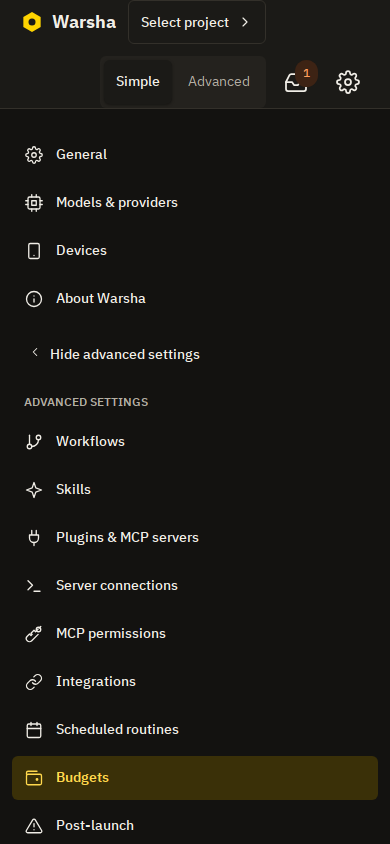 Warsha
Select project
Simple
Advanced
1
General
Models & providers
Devices
About Warsha
Hide advanced settings
ADVANCED SETTINGS
Workflows
Skills
Plugins & MCP servers
Server connections
MCP permissions
Integrations
Scheduled routines
Budgets
Post-launch